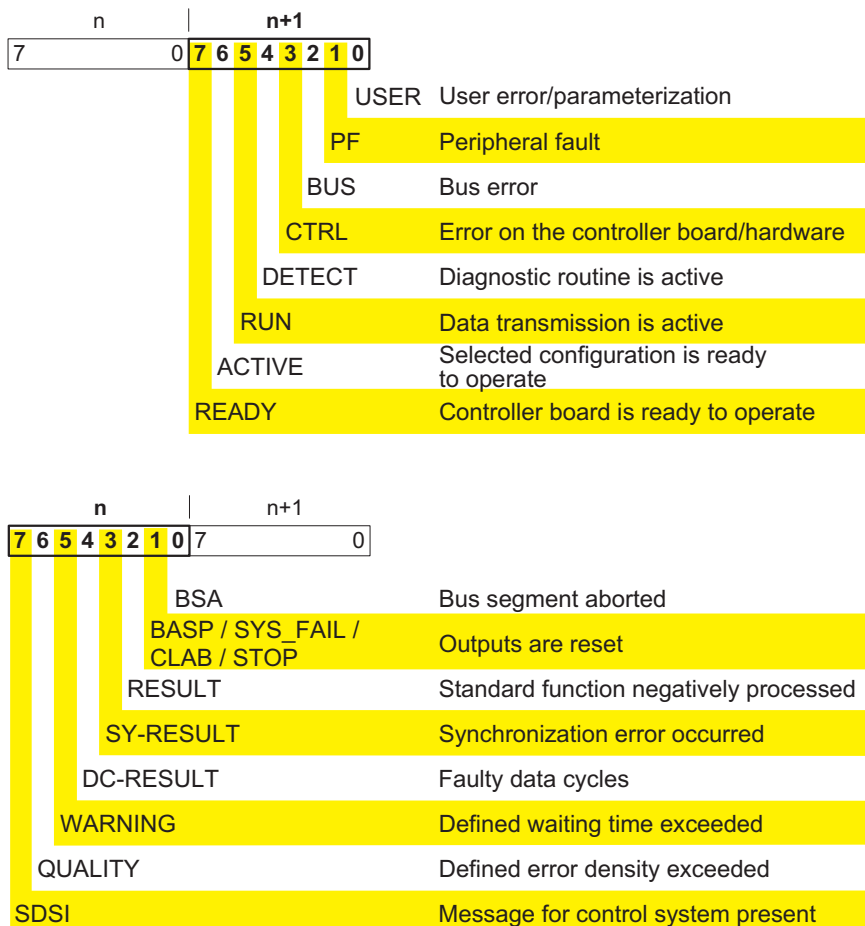 n n+1
7 0 7 6 5 4 3 2 1 0
USER User error/parameterization
PF Peripheral fault
BUS Bus error
CTRL Error on the controller board/hardware
DETECT Diagnostic routine is active
RUN Data transmission is active
ACTIVE Selected configuration is ready
to operate
READY Controller board is ready to operate
n n+1
7 6 5 4 3 2 1 0 7 0
BSA Bus segment aborted
BASP / SYS_FAIL /
CLAB / STOP Outputs are reset
RESULT Standard function negatively processed
SY-RESULT Synchronization error occurred
DC-RESULT Faulty data cycles
WARNING Defined waiting time exceeded
QUALITY Defined error density exceeded
SDSI Message for control system present